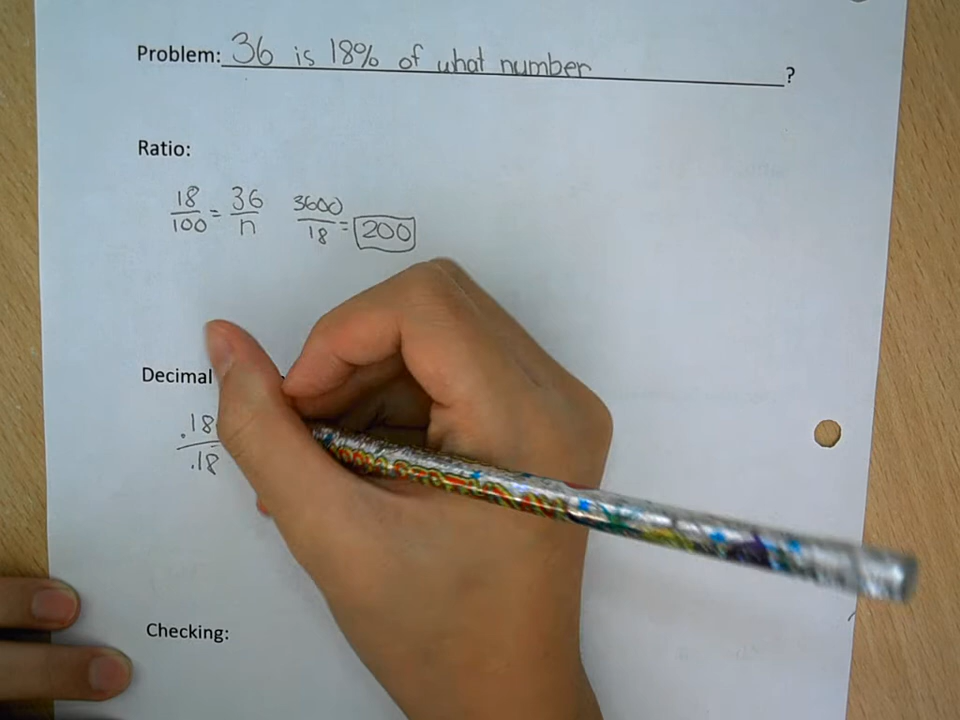 Problem: 36 is 18% of what number ?
Ratio:
18/100 = 36/n 3600/18 = 200
Decimal
.18
.18
Checking: